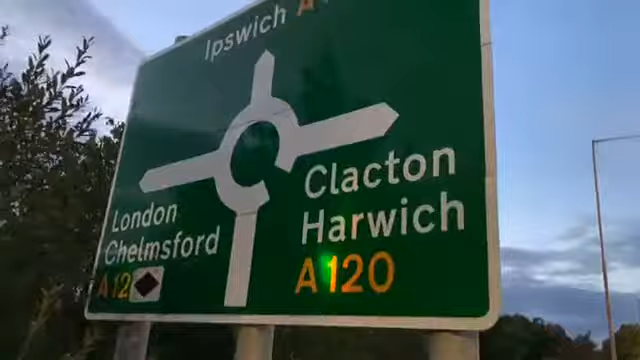 Ipswich A
London
Chelmsford
A12
Clacton
Harwich
A120